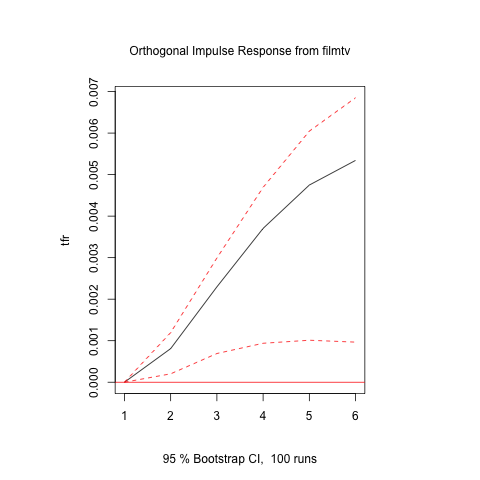 Orthogonal Impulse Response from filmtv
tfr
0.007
0.006
0.005
0.004
0.003
0.002
0.001
0.000
1 2 3 4 5 6
95 % Bootstrap CI,  100 runs